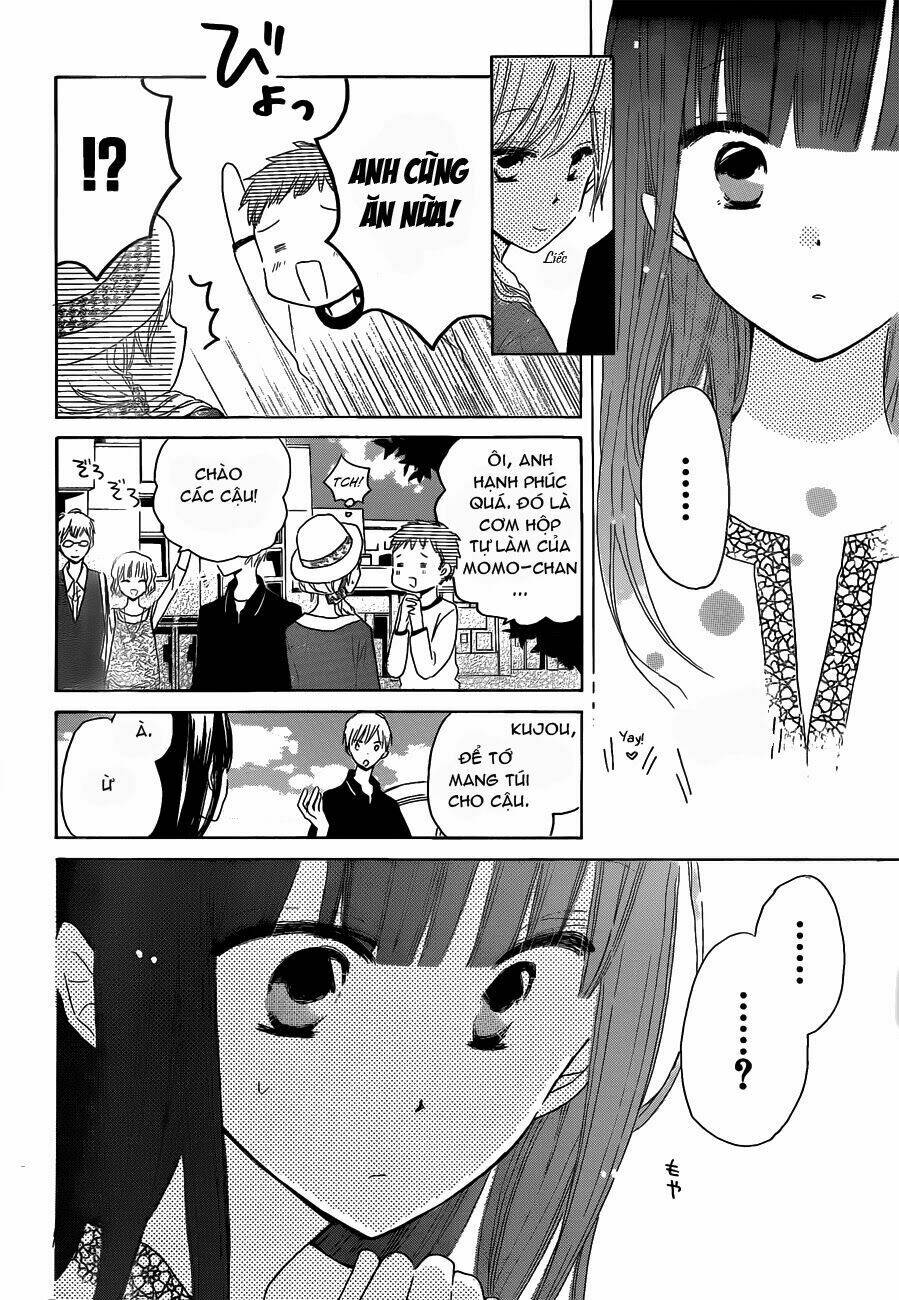 ……
Liếc
びょっ
ANH CŨNG
ĂN NỮA!
!?
Yay!
ÔI, ANH
HẠNH PHÚC
QUÁ. ĐÓ LÀ
CƠM HỘP
TỰ LÀM CỦA
MOMO-CHAN
...
TCH!
CHÀO
CÁC CẬU!
ぞろ
ぞろ
KUJOU,
ĐỂ TỚ
MANG TÚI
CHO CẬU.
À.
Ừ
……
……?
もや